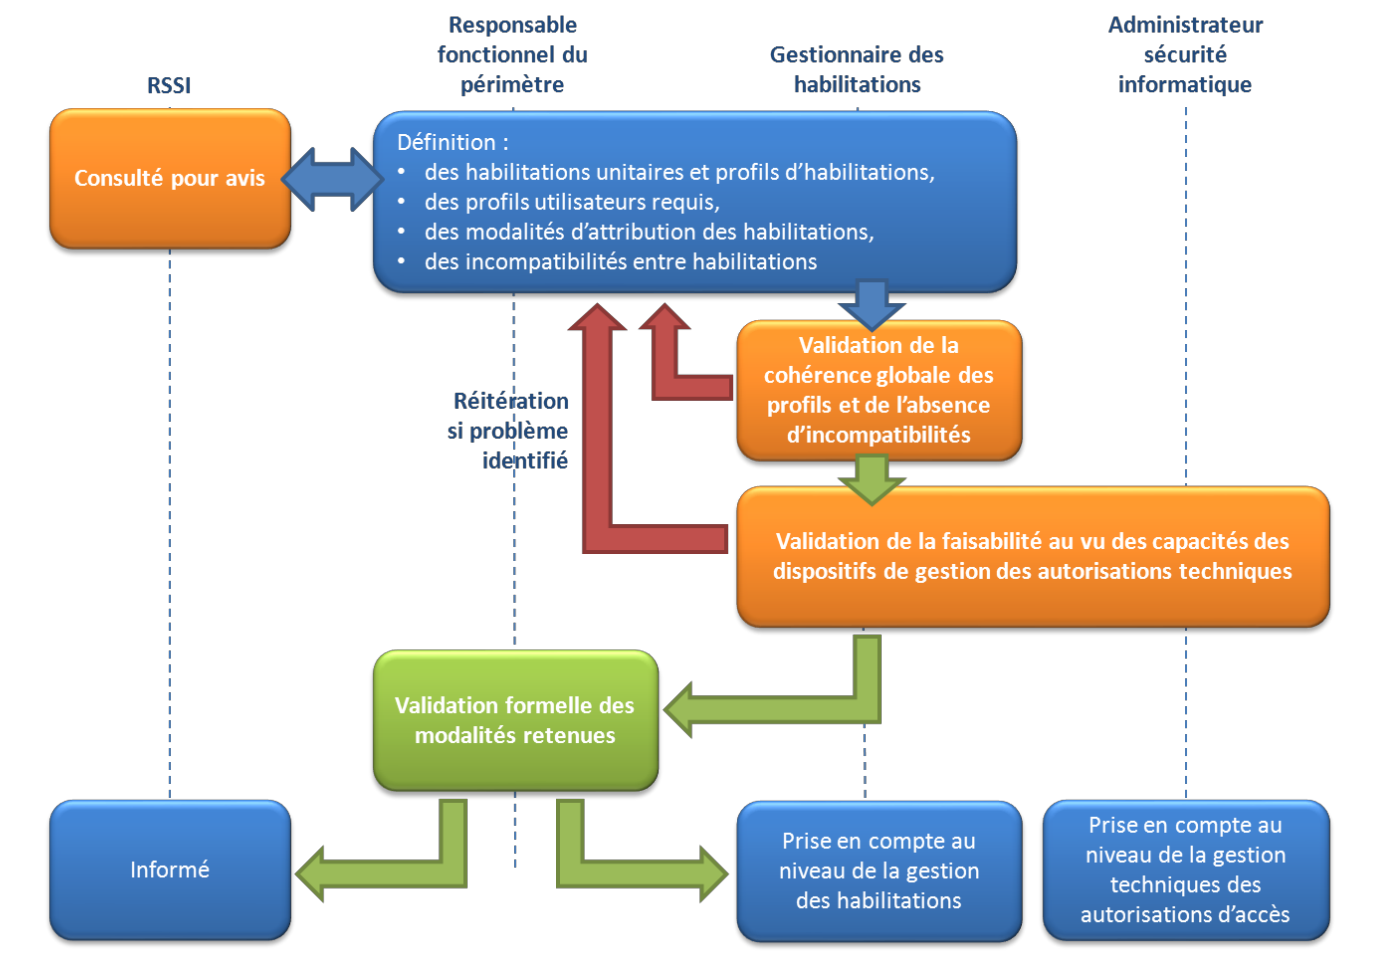 RSSI
Responsable
fonctionnel du
périmètre
Gestionnaire des
habilitations
Administrateur
sécurité
informatique
Consulté pour avis
Définition :
• des habilitations unitaires et profils d’habilitations,
• des profils utilisateurs requis,
• des modalités d’attribution des habilitations,
• des incompatibilités entre habilitations
Validation de la
cohérence globale des
profils et de l’absence
d’incompatibilités
Réitération
si problème
identifié
Validation de la faisabilité au vu des capacités des
dispositifs de gestion des autorisations techniques
Validation formelle des
modalités retenues
Informé
Prise en compte au
niveau de la gestion
des habilitations
Prise en compte au
niveau de la gestion
techniques des
autorisations d’accès